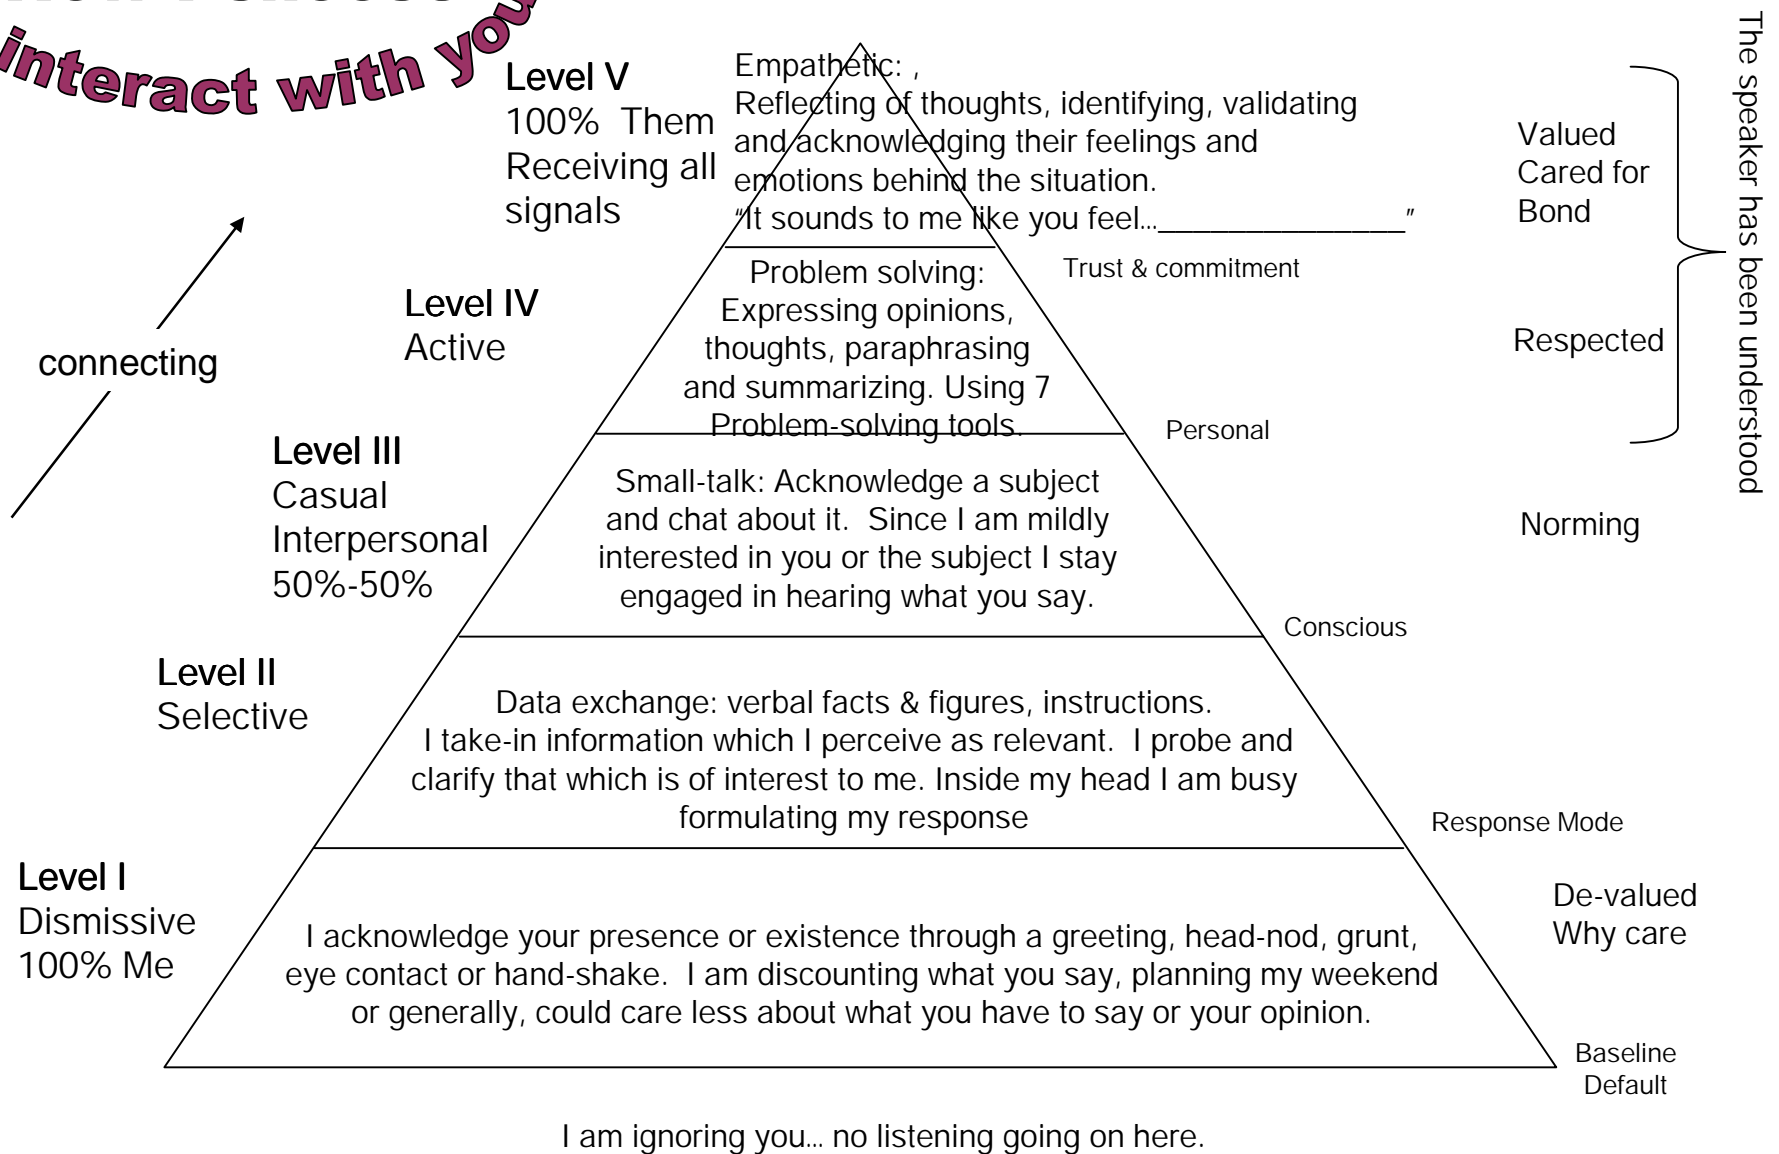 interact with you
Level V
100%  Them
Receiving all
signals
Empathetic: ,
Reflecting of thoughts, identifying, validating
and acknowledging their feelings and
emotions behind the situation.
“It sounds to me like you feel…________________”
Valued
Cared for
Bond
The speaker has been understood
Trust & commitment
Level IV
Active
Problem solving:
Expressing opinions,
thoughts, paraphrasing
and summarizing. Using 7
Problem-solving tools.
Respected
connecting
Personal
Level III
Casual
Interpersonal
50%-50%
Small-talk: Acknowledge a subject
and chat about it.  Since I am mildly
interested in you or the subject I stay
engaged in hearing what you say.
Norming
Conscious
Level II
Selective
Data exchange: verbal facts & figures, instructions.
I take-in information which I perceive as relevant.  I probe and
clarify that which is of interest to me. Inside my head I am busy
formulating my response
Response Mode
Level I
Dismissive
100% Me
I acknowledge your presence or existence through a greeting, head-nod, grunt,
eye contact or hand-shake.  I am discounting what you say, planning my weekend
or generally, could care less about what you have to say or your opinion.
De-valued
Why care
Baseline
Default
I am ignoring you… no listening going on here.